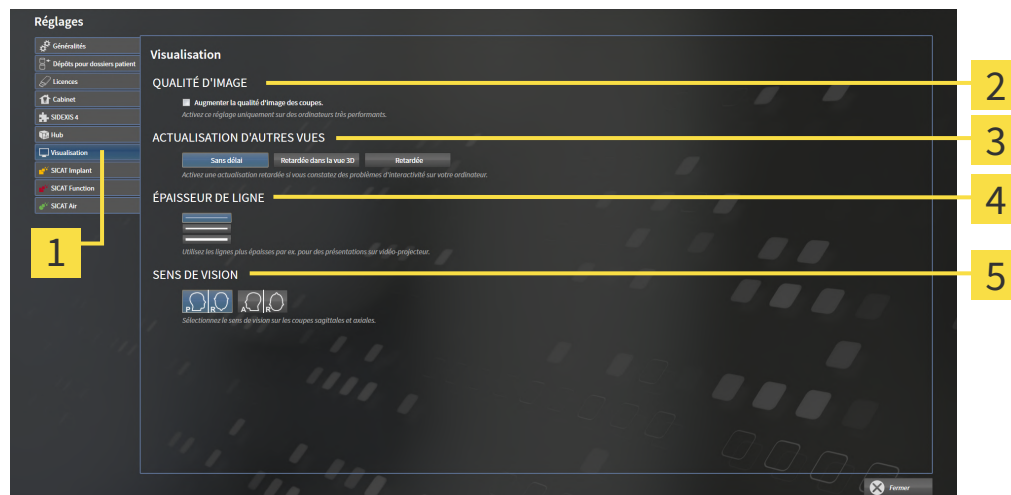 Réglages
Généralités
Dépôts pour dossiers patient
Licences
Cabinet
SIDEXIS 4
Hub
Visualisation
SICAT Implant
SICAT Function
SICAT Air
1
Visualisation
QUALITÉ D'IMAGE
Augmenter la qualité d'image des coupes.
Activez ce réglage uniquement sur des ordinateurs très performants.
2
ACTUALISATION D'AUTRES VUES
Sans délai
Retardée dans la vue 3D
Retardée
Activez une actualisation retardée si vous constatez des problèmes d'interactivité sur votre ordinateur.
3
ÉPAISSEUR DE LIGNE
Utilisez les lignes plus épaisses par ex. pour des présentations sur vidéo-projecteur.
4
SENS DE VISION
P R
A R
Sélectionnez le sens de vision sur les coupes sagittales et axiales.
5
Fermer